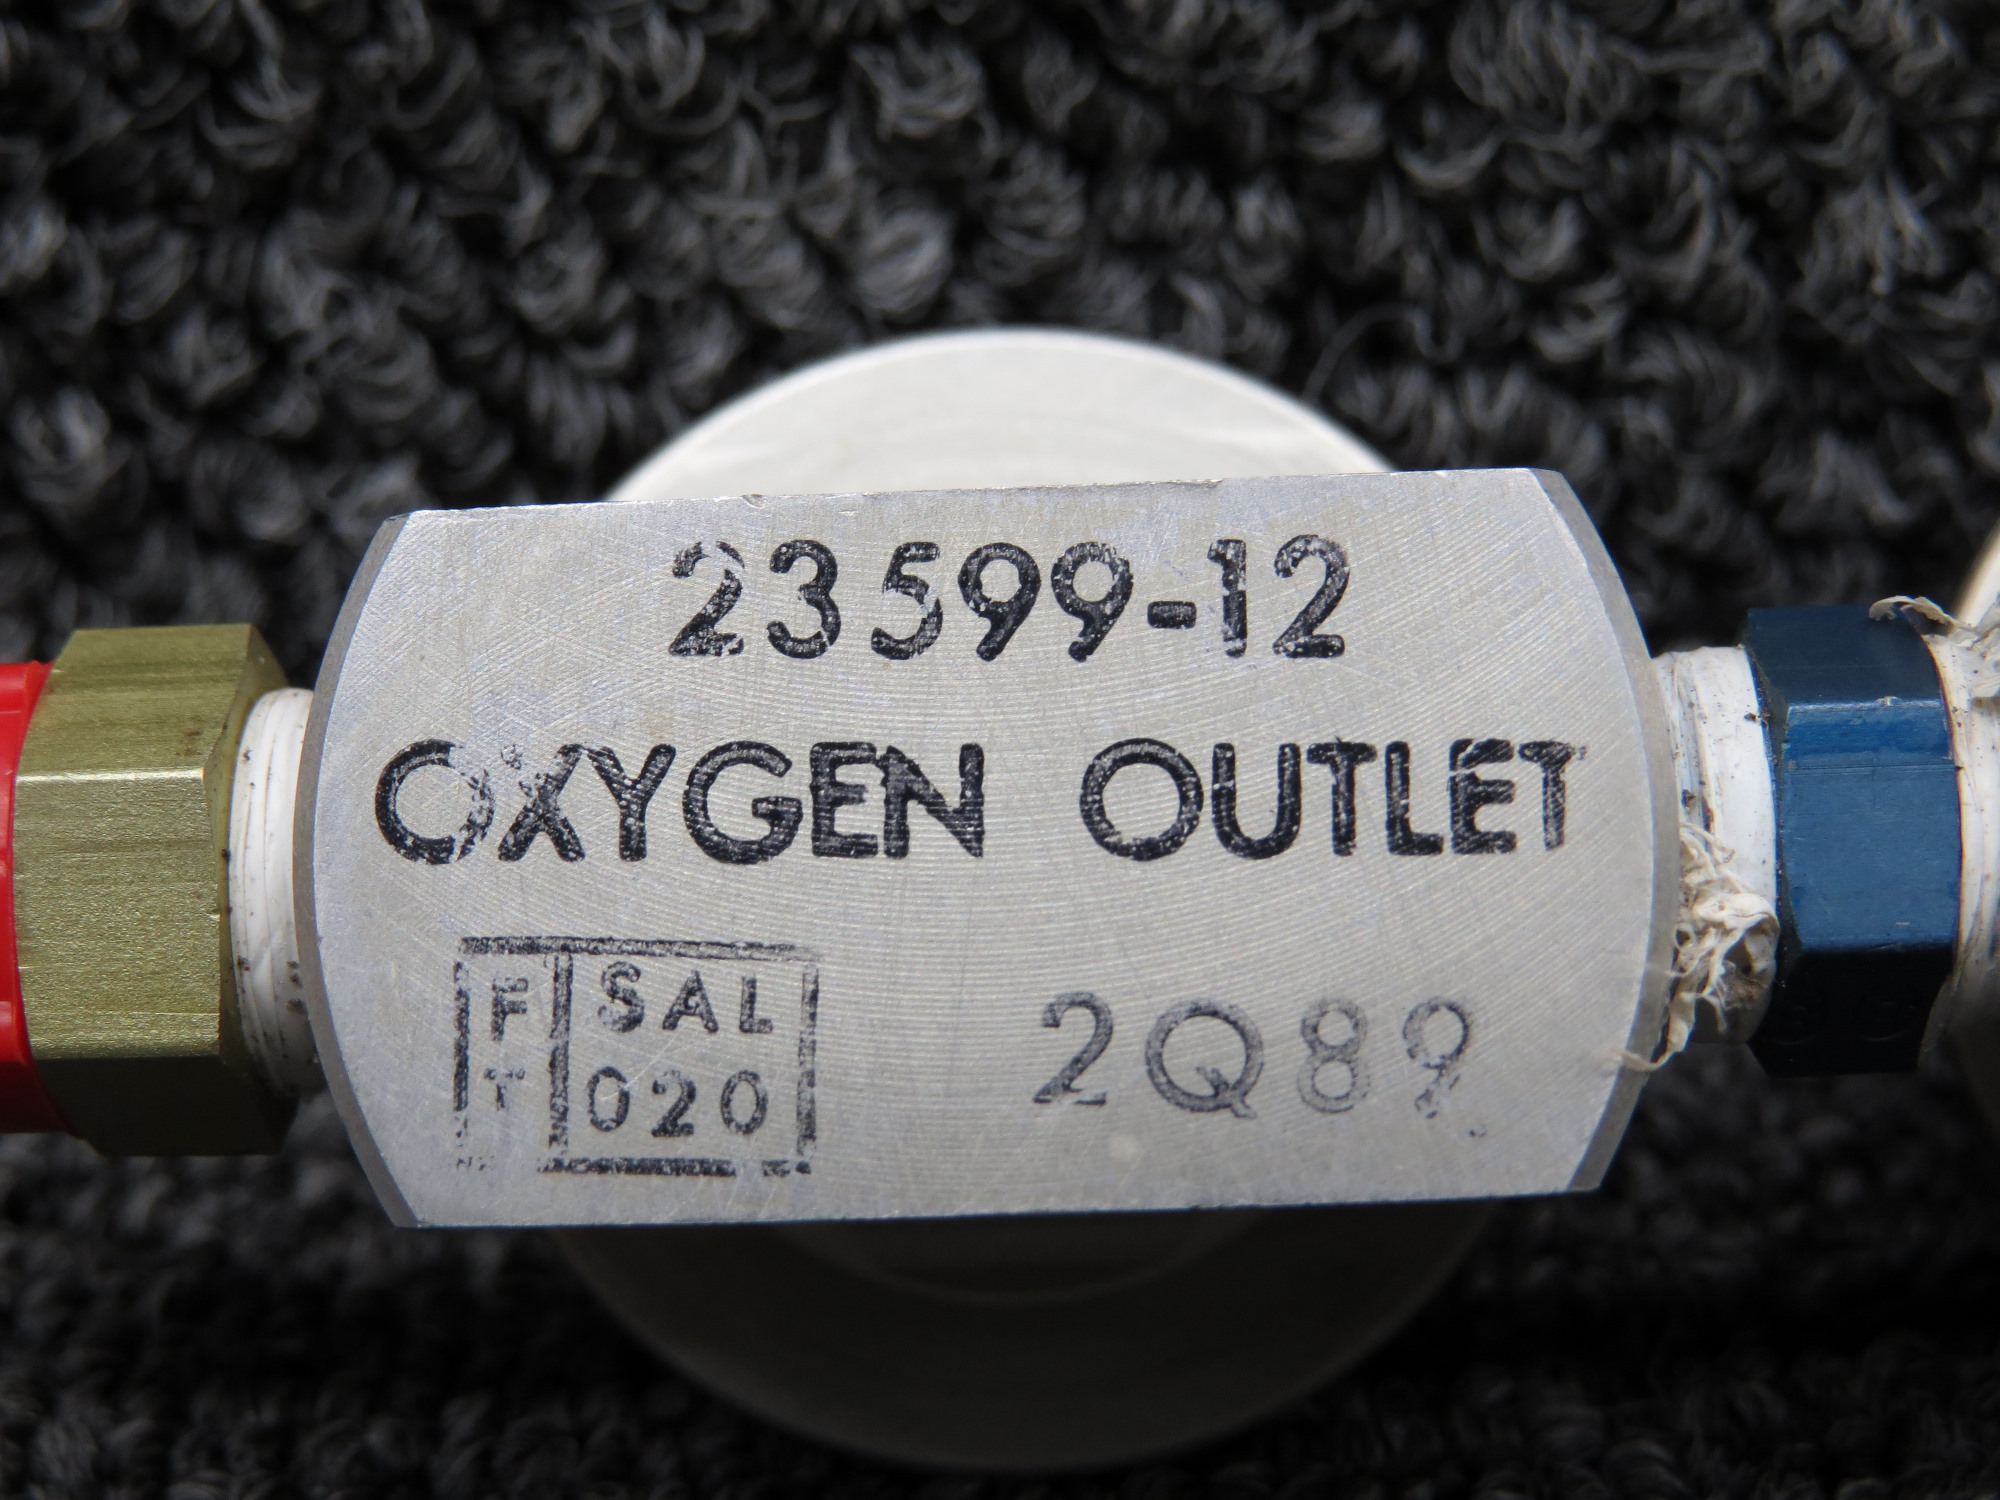 23599-12
OXYGEN OUTLET
F SAL
T 020
2Q89